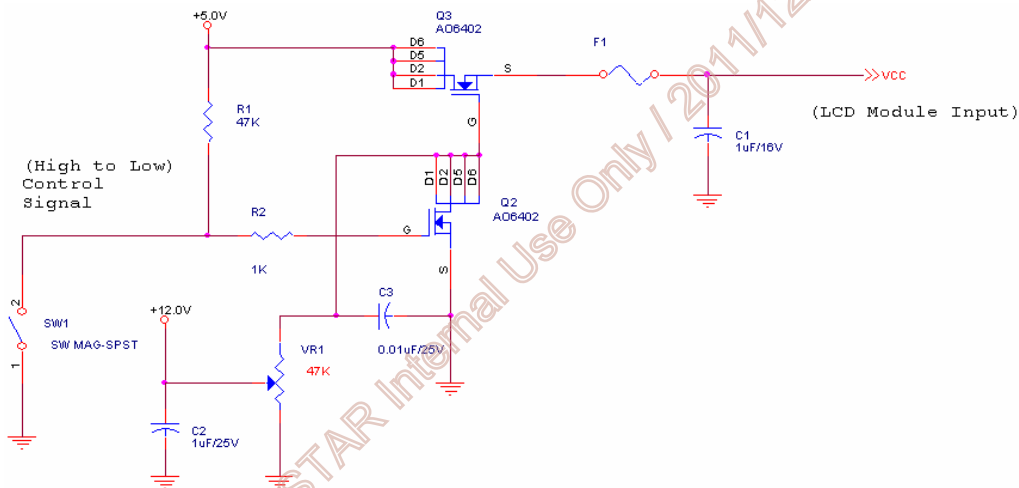 +5.0V
Q3
AO6402
D6
D5
D2
D1
S
G
F1
VCC
(LCD Module Input)
C1
1uF/16V
R1
47K
(High to Low)
Control
Signal
R2
1K
D1
D2
D5
D6
Q2
AO6402
G
S
2
SW1
SW MAG-SPST
1
+12.0V
C3
0.01uF/25V
VR1
47K
C2
1uF/25V
STAR Internal Use Only / 2011/12